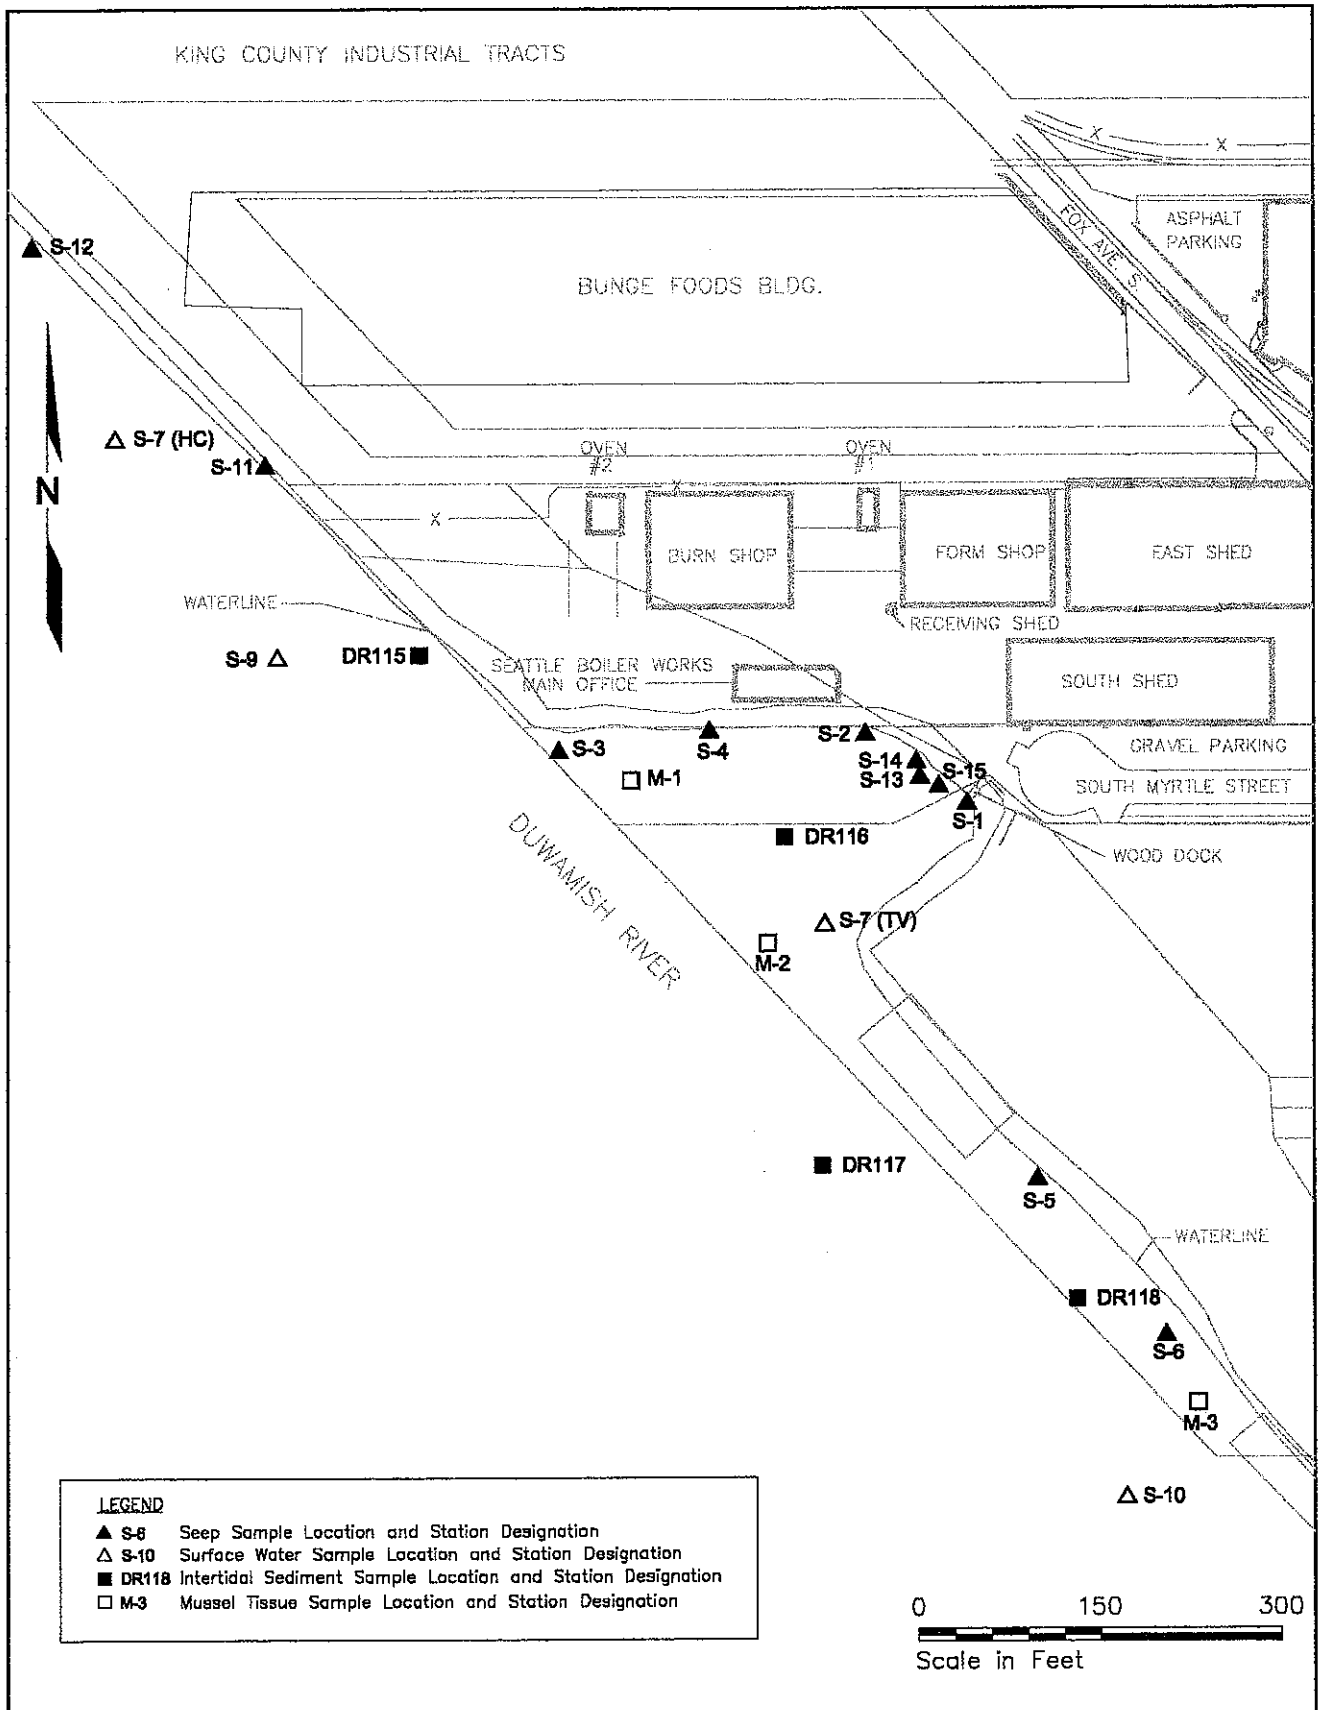 KING COUNTY INDUSTRIAL TRACTS
X
X
FOX AVE. S.
ASPHALT
PARKING
S-12
BUNGE FOODS BLDG.
S-7 (HC)
S-11
N
OVEN
#2
OVEN
#1
X
X
BURN SHOP
FORM SHOP
EAST SHED
WATERLINE
RECEIVING SHED
S-9
DR115
SEATTLE BOILER WORKS
MAIN OFFICE
SOUTH SHED
S-3
S-4
S-2
S-14
S-13
S-15
S-1
GRAVEL PARKING
SOUTH MYRTLE STREET
M-1
DR116
WOOD DOCK
DUWAMISH RIVER
S-7 (TV)
M-2
DR117
S-5
WATERLINE
DR118
S-6
M-3
S-10
LEGEND
S-6 Seep Sample Location and Station Designation
S-10 Surface Water Sample Location and Station Designation
DR118 Intertidal Sediment Sample Location and Station Designation
M-3 Mussel Tissue Sample Location and Station Designation
0 150 300
Scale in Feet